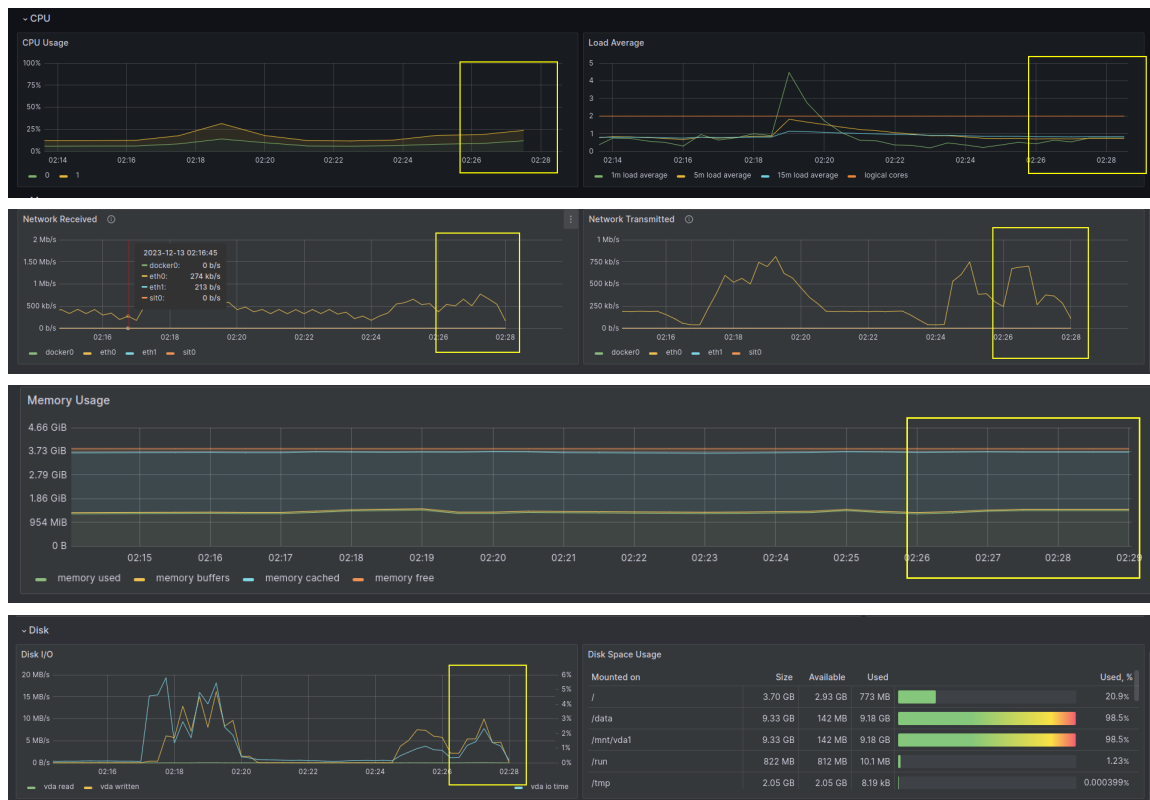 CPU
CPU Usage
100%
75%
50%
25%
0%
02:14 02:16 02:18 02:20 02:22 02:24 02:26 02:28
0 1
Load Average
5
4
3
2
1
0
02:14 02:16 02:18 02:20 02:22 02:24 02:26 02:28
1m load average 5m load average 15m load average logical cores
Network Received
2 Mb/s
1.50 Mb/s
1 Mb/s
500 kb/s
0 b/s
2023-12-13 02:16:45
docker0: 0 b/s
eth0: 274 kb/s
eth1: 213 b/s
sit0: 0 b/s
02:16 02:18 02:20 02:22 02:24 02:26 02:28
docker0 eth0 eth1 sit0
Network Transmitted
1 Mb/s
750 kb/s
500 kb/s
250 kb/s
0 b/s
02:16 02:18 02:20 02:22 02:24 02:26 02:28
docker0 eth0 eth1 sit0
Memory Usage
4.66 GiB
3.73 GiB
2.79 GiB
1.86 GiB
954 MiB
0 B
02:15 02:16 02:17 02:18 02:19 02:20 02:21 02:22 02:23 02:24 02:25 02:26 02:27 02:28 02:29
memory used memory buffers memory cached memory free
Disk
Disk I/O
20 MB/s
15 MB/s
10 MB/s
5 MB/s
0 B/s
6%
5%
4%
3%
2%
1%
0%
02:16 02:18 02:20 02:22 02:24 02:26 02:28
vda read vda written vda io time
Disk Space Usage
Mounted on Size Available Used Used, %
/ 3.70 GB 2.93 GB 773 MB 20.9%
/data 9.33 GB 142 MB 9.18 GB 98.5%
/mnt/vda1 9.33 GB 142 MB 9.18 GB 98.5%
/run 822 MB 812 MB 10.1 MB 1.23%
/tmp 2.05 GB 2.05 GB 8.19 kB 0.000399%